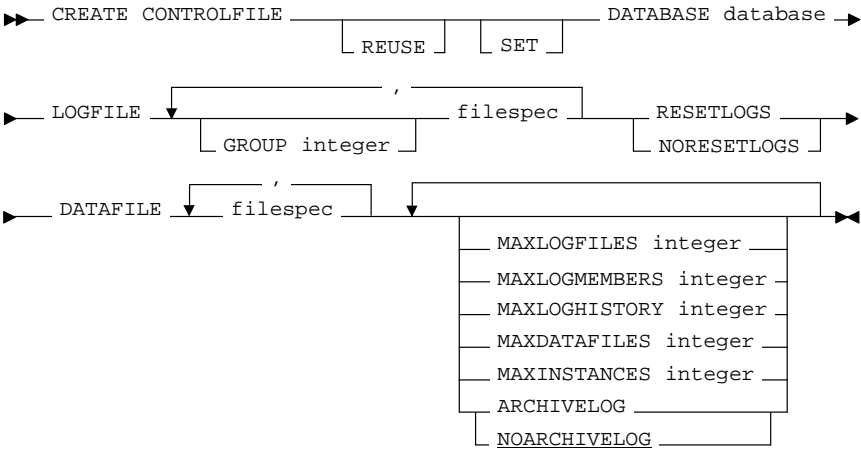 CREATE CONTROLFILE DATABASE database
REUSE SET
,
LOGFILE filespec RESETLOGS
GROUP integer NORESETLOGS
,
DATAFILE filespec
MAXLOGFILES integer
MAXLOGMEMBERS integer
MAXLOGHISTORY integer
MAXDATAFILES integer
MAXINSTANCES integer
ARCHIVELOG
NOARCHIVELOG